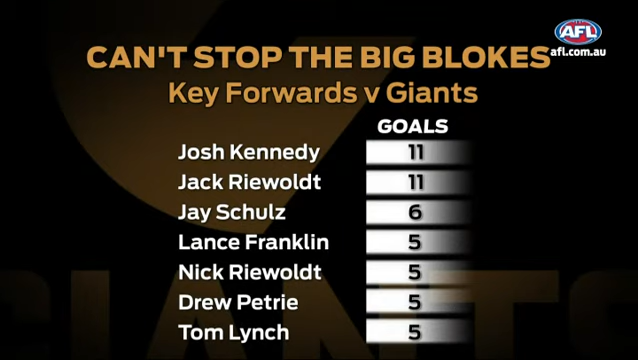 AFL
afl.com.au
CAN'T STOP THE BIG BLOKES
Key Forwards v Giants
GOALS
Josh Kennedy 11
Jack Riewoldt 11
Jay Schulz 6
Lance Franklin 5
Nick Riewoldt 5
Drew Petrie 5
Tom Lynch 5
GIANTS